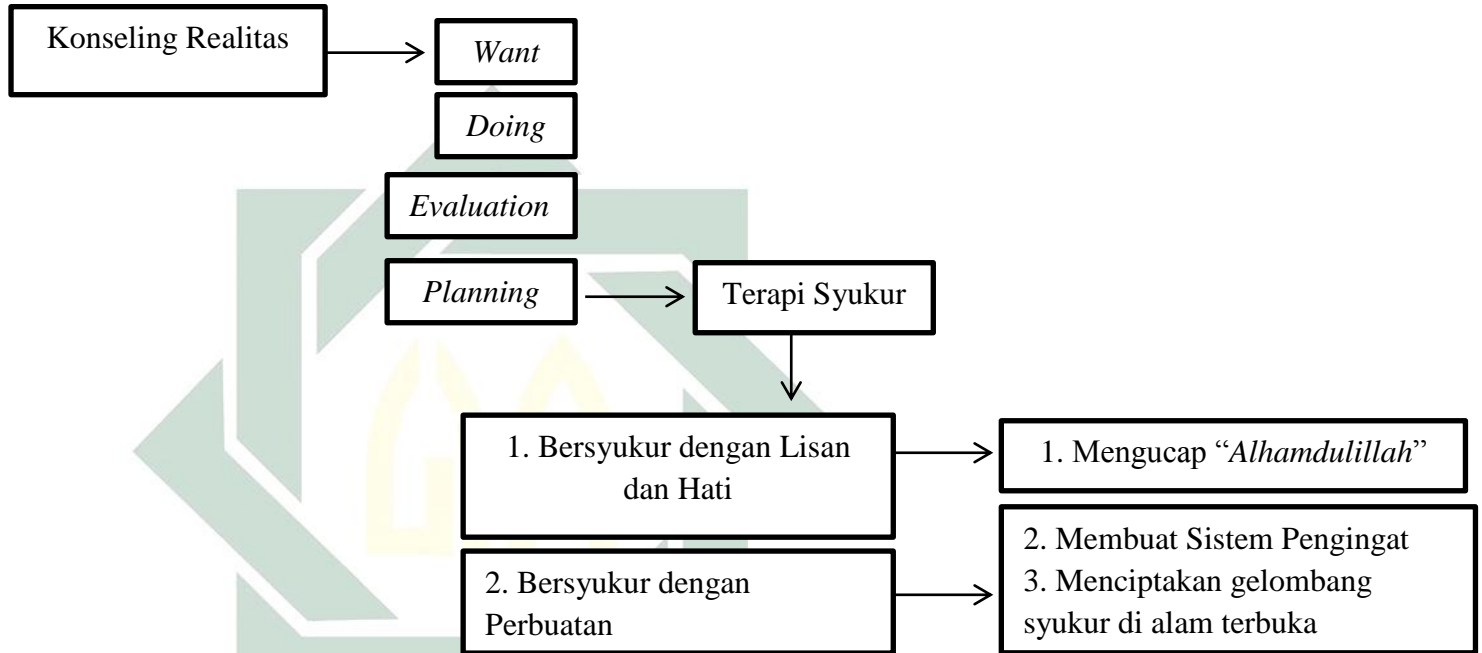 Konseling Realitas
Want
Doing
Evaluation
Planning
Terapi Syukur
1. Bersyukur dengan Lisan
dan Hati
1. Mengucap “Alhamdulillah”
2. Bersyukur dengan
Perbuatan
2. Membuat Sistem Pengingat
3. Menciptakan gelombang
syukur di alam terbuka